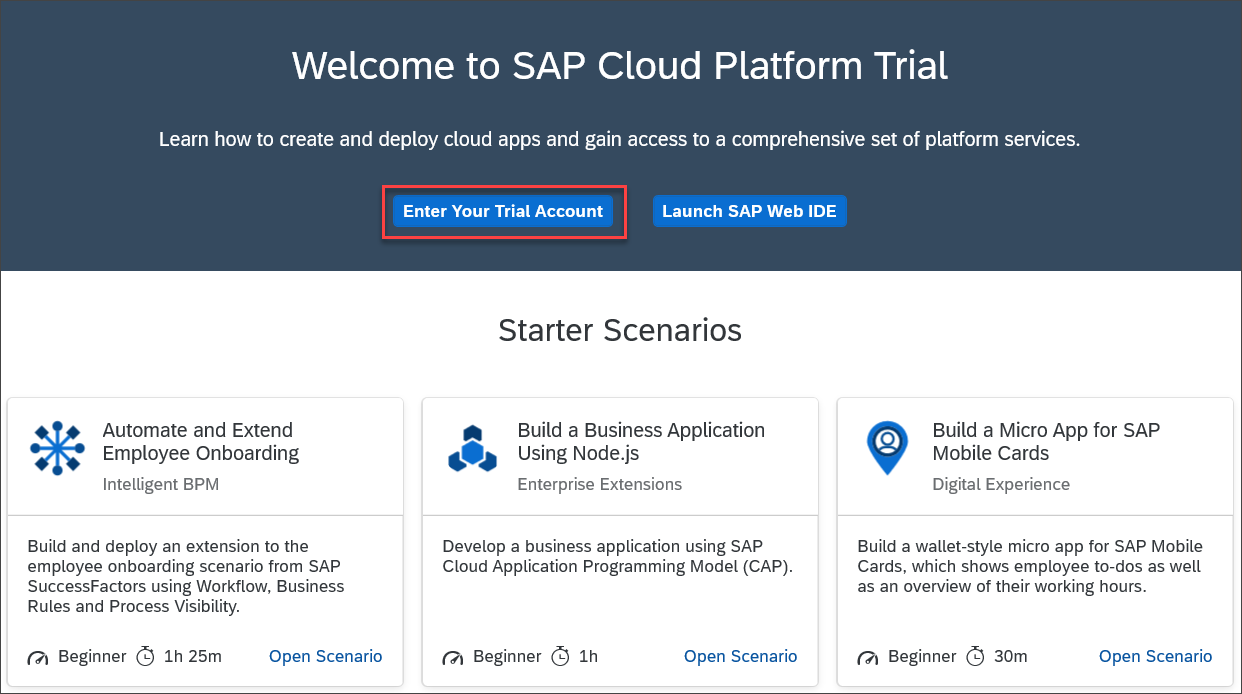 Welcome to SAP Cloud Platform Trial
Learn how to create and deploy cloud apps and gain access to a comprehensive set of platform services.
Enter Your Trial Account
Launch SAP Web IDE
Starter Scenarios
Automate and Extend
Employee Onboarding
Intelligent BPM
Build and deploy an extension to the
employee onboarding scenario from SAP
SuccessFactors using Workflow, Business
Rules and Process Visibility.
Beginner 1h 25m Open Scenario
Build a Business Application
Using Node.js
Enterprise Extensions
Develop a business application using SAP
Cloud Application Programming Model (CAP).
Beginner 1h Open Scenario
Build a Micro App for SAP
Mobile Cards
Digital Experience
Build a wallet-style micro app for SAP Mobile
Cards, which shows employee to-dos as well
as an overview of their working hours.
Beginner 30m Open Scenario